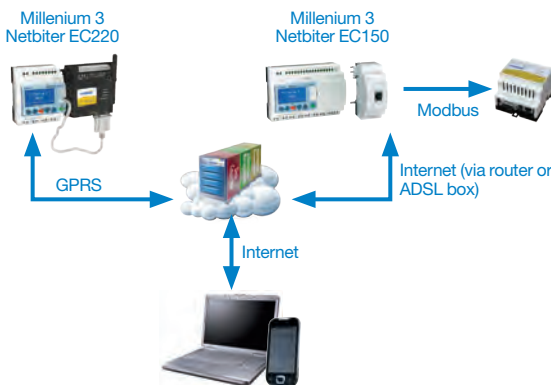 Millenium 3
Netbiter EC220
Millenium 3
Netbiter EC150
Modbus
GPRS
Internet (via router or
ADSL box)
Internet